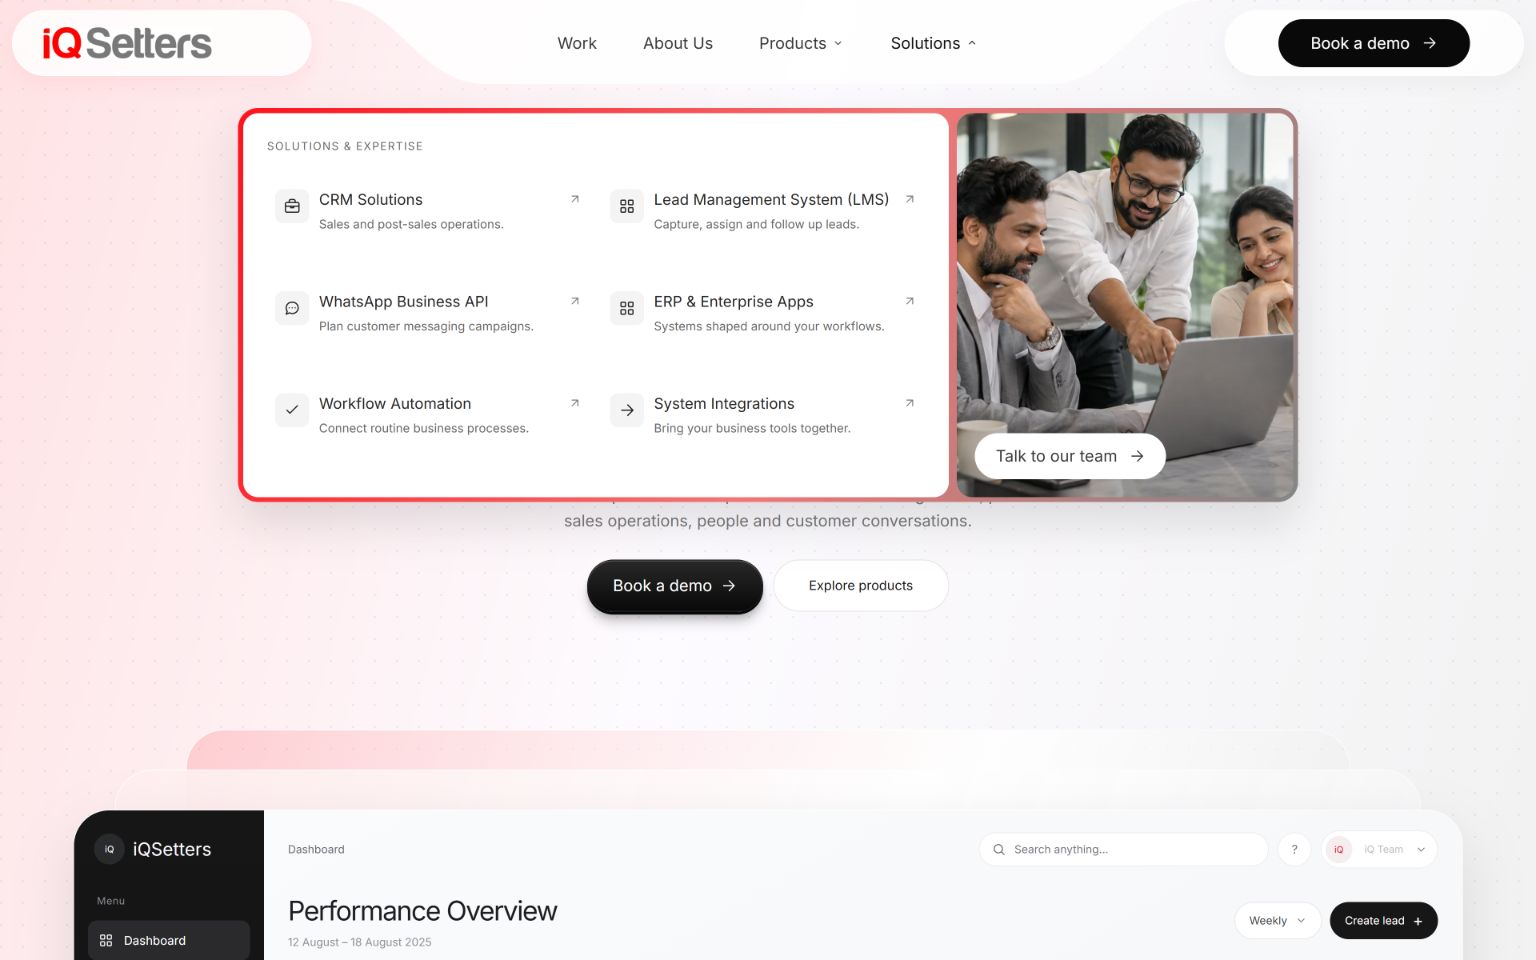 iQ Setters
Work
About Us
Products
Solutions
Book a demo
SOLUTIONS & EXPERTISE
CRM Solutions
Sales and post-sales operations.
Lead Management System (LMS)
Capture, assign and follow up leads.
WhatsApp Business API
Plan customer messaging campaigns.
ERP & Enterprise Apps
Systems shaped around your workflows.
Workflow Automation
Connect routine business processes.
System Integrations
Bring your business tools together.
Talk to our team
sales operations, people and customer conversations.
Book a demo
Explore products
iQ
iQSetters
Menu
Dashboard
Dashboard
Search anything...
?
iQ
iQ Team
Performance Overview
12 August – 18 August 2025
Weekly
Create lead +